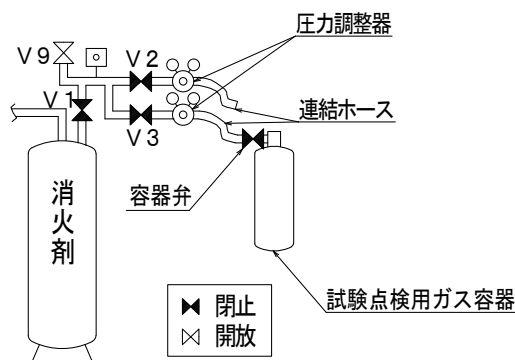 圧力調整器
V9
V2
V1
連結ホース
V3
容器弁
消火剤
試験点検用ガス容器
閉止
開放